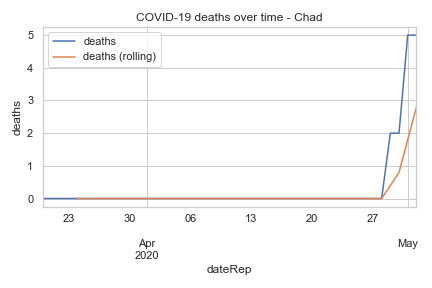 COVID-19 deaths over time - Chad
deaths
deaths (rolling)
5
4
3
2
1
0
deaths
23 30 06 13 20 27
Apr May
2020
dateRep